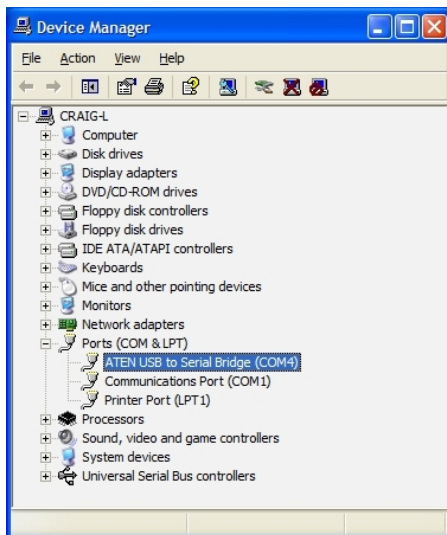 Device Manager
File Action View Help
CRAIG-L
Computer
Disk drives
Display adapters
DVD/CD-ROM drives
Floppy disk controllers
Floppy disk drives
IDE ATA/ATAPI controllers
Keyboards
Mice and other pointing devices
Monitors
Network adapters
Ports (COM & LPT)
ATEN USB to Serial Bridge (COM4)
Communications Port (COM1)
Printer Port (LPT1)
Processors
Sound, video and game controllers
System devices
Universal Serial Bus controllers